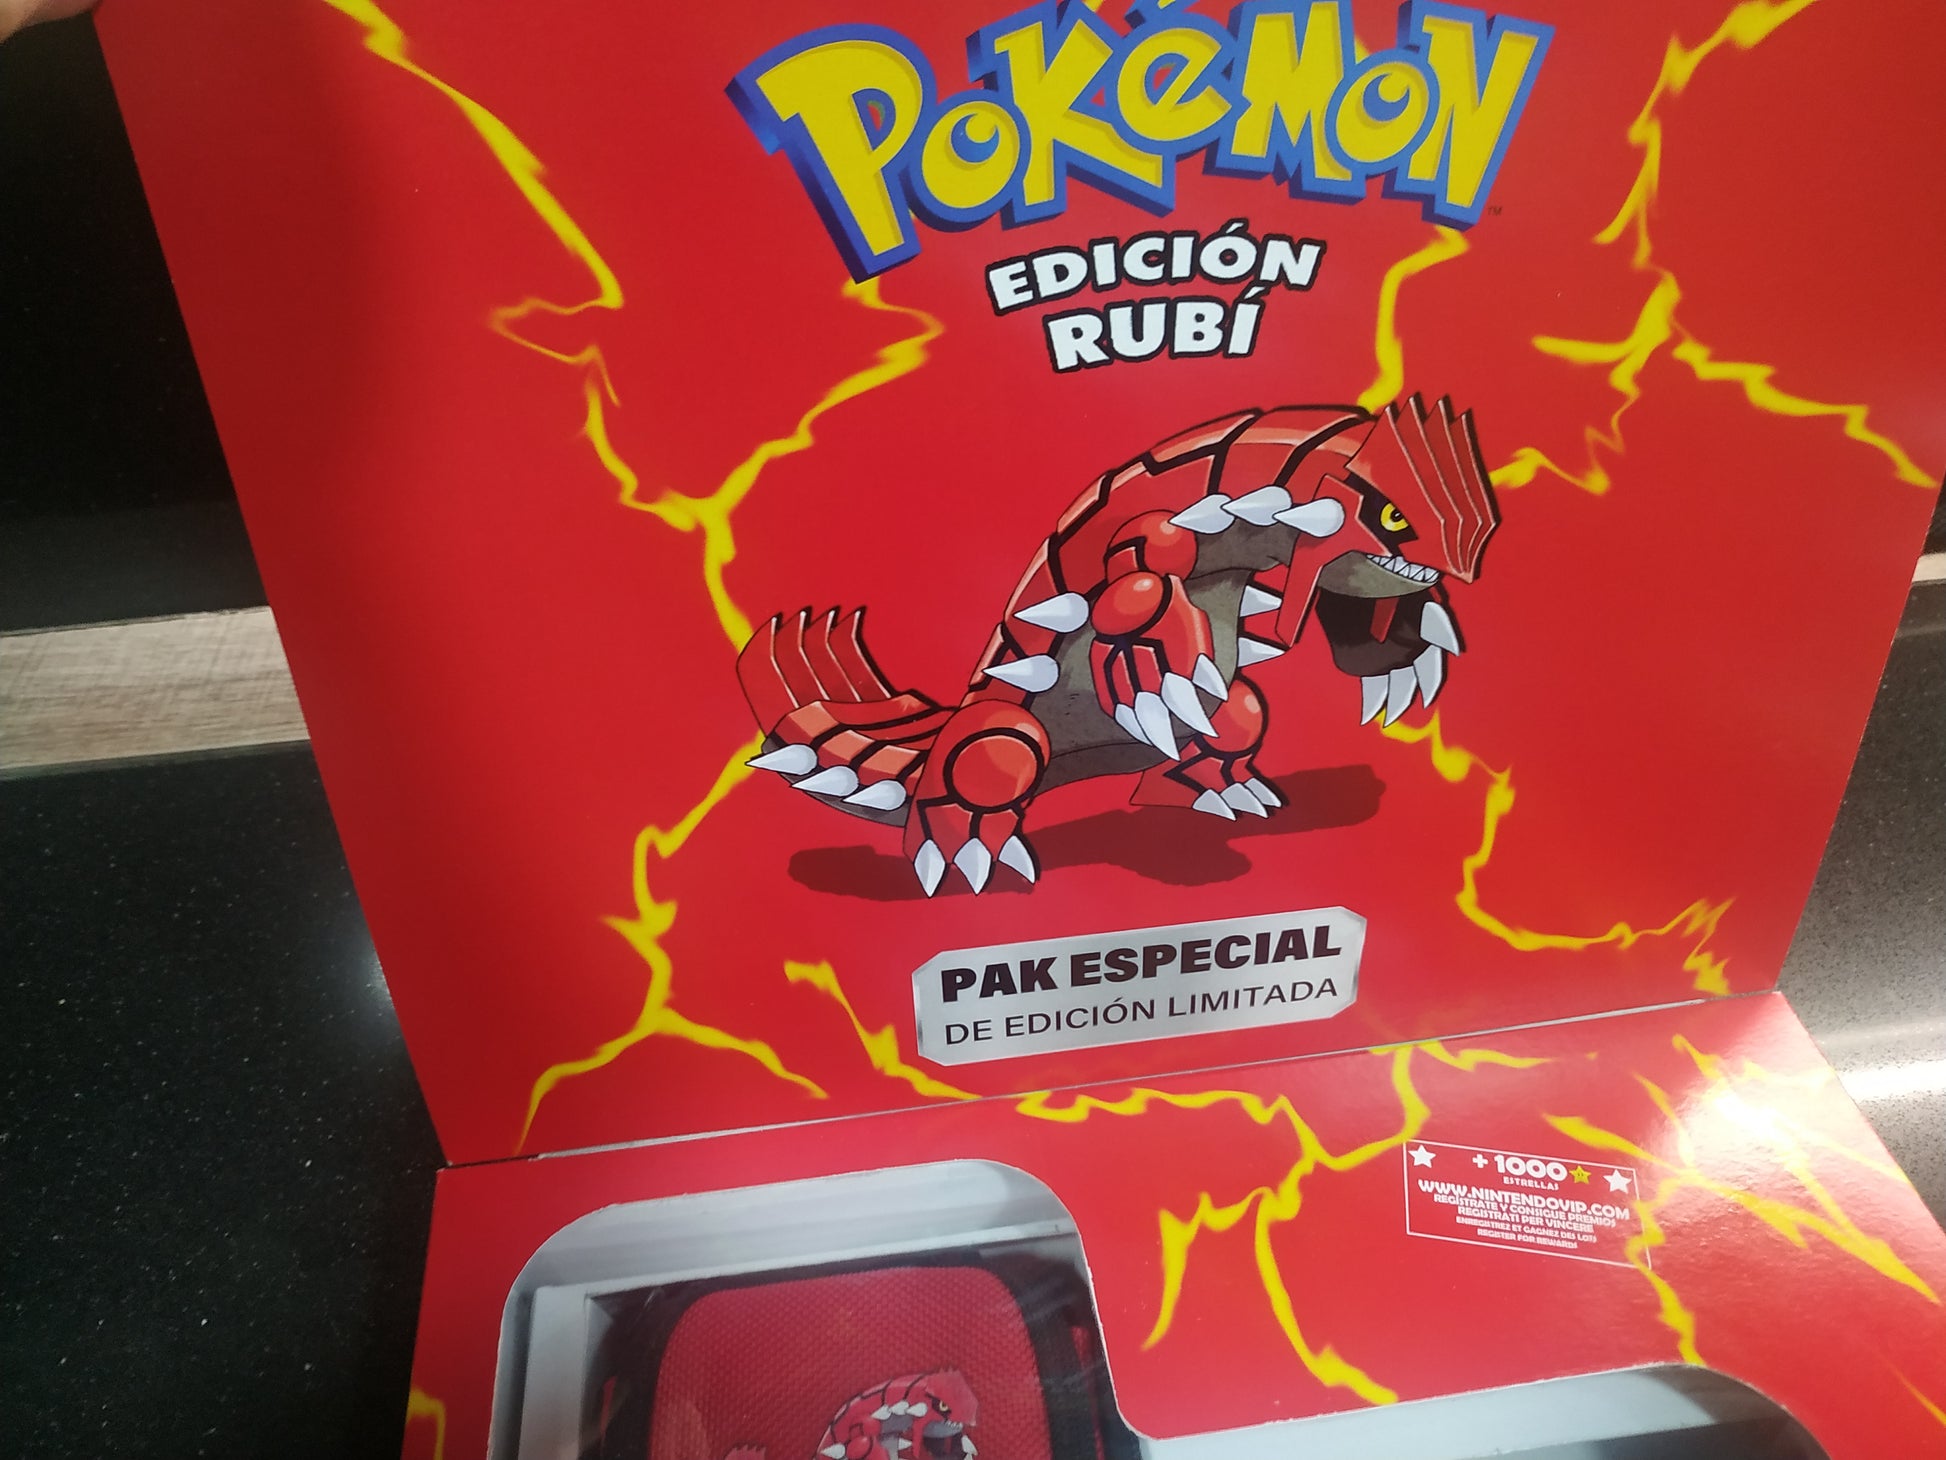 POKéMON
™
EDICIÓN
RUBÍ
PAK ESPECIAL
DE EDICIÓN LIMITADA
+ 1000
ESTRELLAS
WWW.NINTENDOVIP.COM
REGÍSTRATE Y CONSIGUE PREMIOS
REGISTRATI PER VINCERE
ENREGISTREZ ET GAGNEZ DES LOTS
REGISTER FOR REWARDS